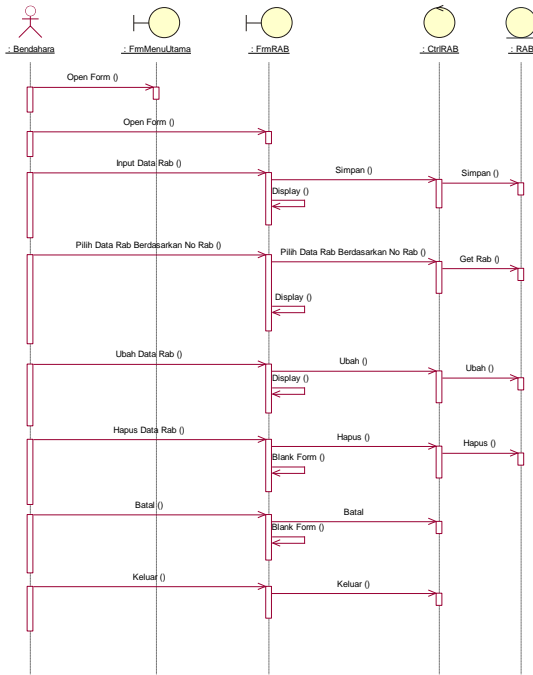 : Bendahara
: FrmMenuUtama
: FrmRAB
: CtrlRAB
: RAB
Open Form ()
Open Form ()
Input Data Rab ()
Simpan ()
Simpan ()
Display ()
Pilih Data Rab Berdasarkan No Rab ()
Pilih Data Rab Berdasarkan No Rab ()
Get Rab ()
Display ()
Ubah Data Rab ()
Ubah ()
Ubah ()
Display ()
Hapus Data Rab ()
Hapus ()
Hapus ()
Blank Form ()
Batal ()
Batal
Blank Form ()
Keluar ()
Keluar ()